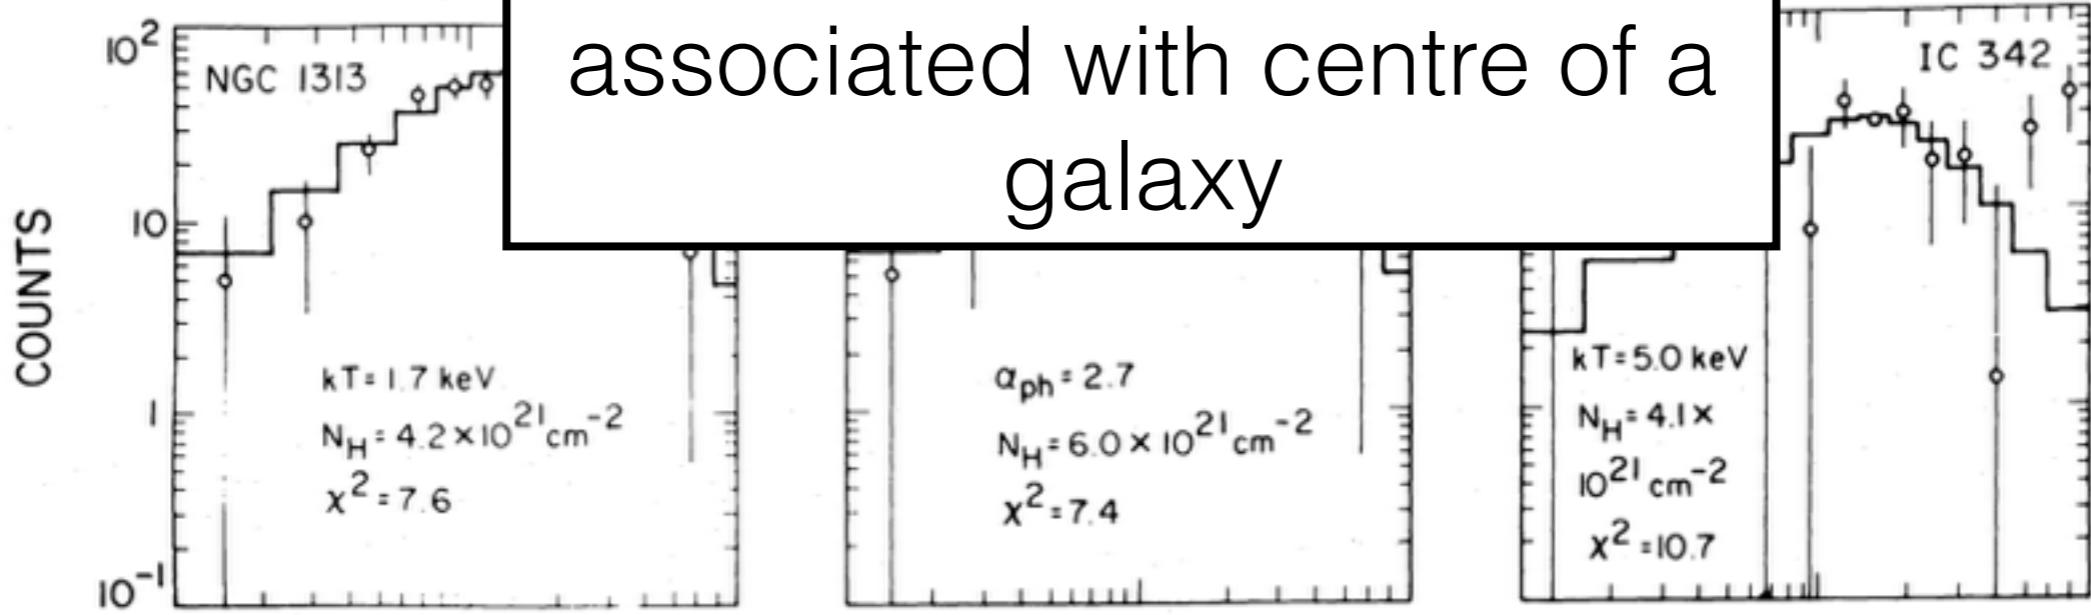 associated with centre of a
galaxy
COUNTS
10²
10
1
10⁻¹
NGC 1313
kT= 1.7 keV
N_H = 4.2 × 10²¹ cm⁻²
χ² = 7.6
α_ph = 2.7
N_H = 6.0 × 10²¹ cm⁻²
χ² = 7.4
IC 342
kT = 5.0 keV
N_H = 4.1 ×
10²¹ cm⁻²
χ² = 10.7